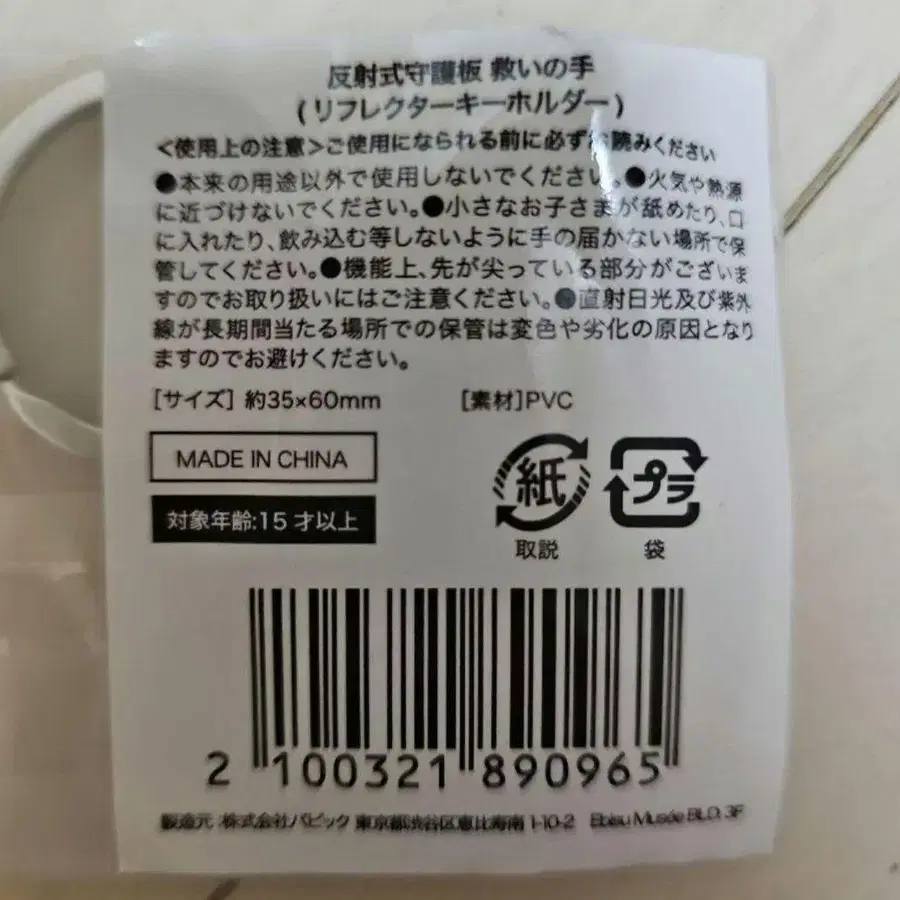 反射式守護板 救いの手
(リフレクターキーホルダー)
<使用上の注意>ご使用になられる前に必ずお読みください
●本来の用途以外で使用しないでください。●火気や熱源
に近づけないでください。●小さなお子さまが舐めたり、口
に入れたり、飲み込む等しないように手の届かない場所で保
管してください。●機能上、先が尖っている部分がございま
すのでお取り扱いにはご注意ください。●直射日光及び紫外
線が長期間当たる場所での保管は変色や劣化の原因となり
ますのでお避けください。
[サイズ] 約35×60mm [素材]PVC
MADE IN CHINA
対象年齢:15才以上
紙
取説
プラ
袋
2 100321 890965
製造元 :株式会社パピック 東京都渋谷区恵比寿南 1-10-2 Ebisu Musée BLD. 3F